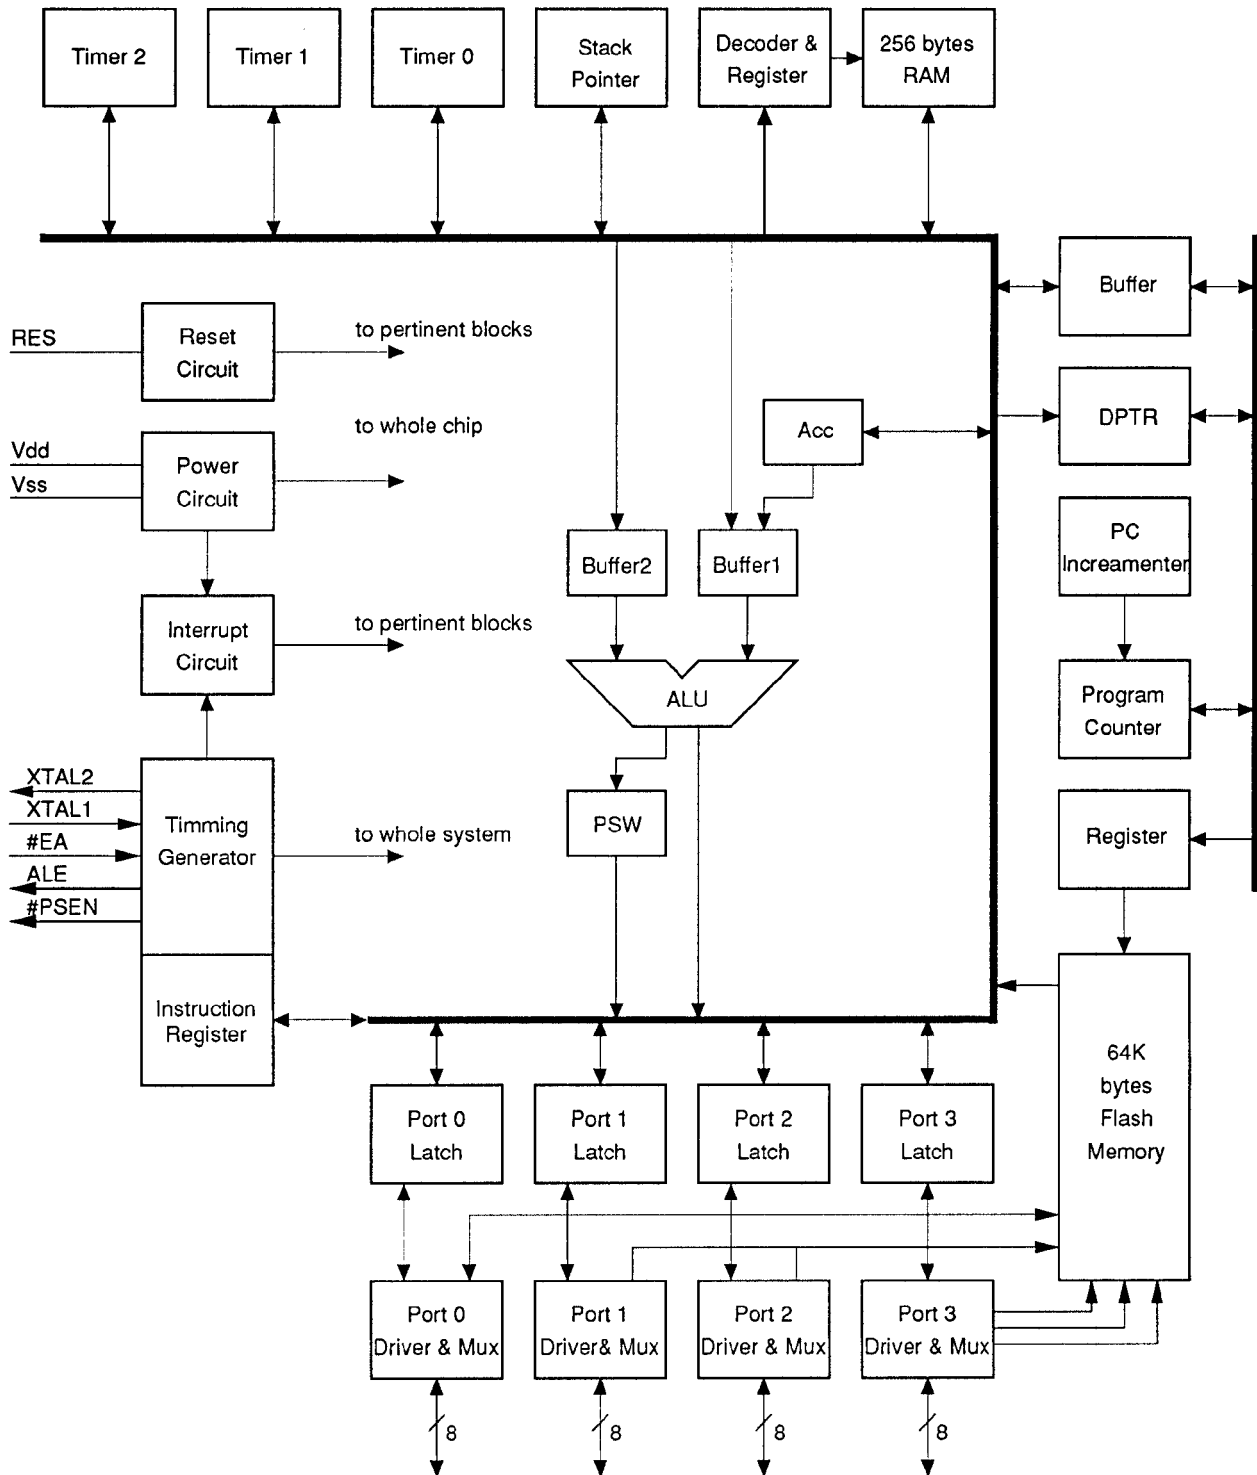 Timer 2
Timer 1
Timer 0
Stack
Pointer
Decoder &
Register
256 bytes
RAM
RES
Reset
Circuit
to pertinent blocks
Vdd
Vss
Power
Circuit
to whole chip
Interrupt
Circuit
to pertinent blocks
XTAL2
XTAL1
#EA
ALE
#PSEN
Timming
Generator
to whole system
Instruction
Register
Acc
Buffer2
Buffer1
ALU
PSW
Buffer
DPTR
PC
Increamenter
Program
Counter
Register
64K
bytes
Flash
Memory
Port 0
Latch
Port 1
Latch
Port 2
Latch
Port 3
Latch
Port 0
Driver & Mux
Port 1
Driver& Mux
Port 2
Driver & Mux
Port 3
Driver & Mux
8
8
8
8